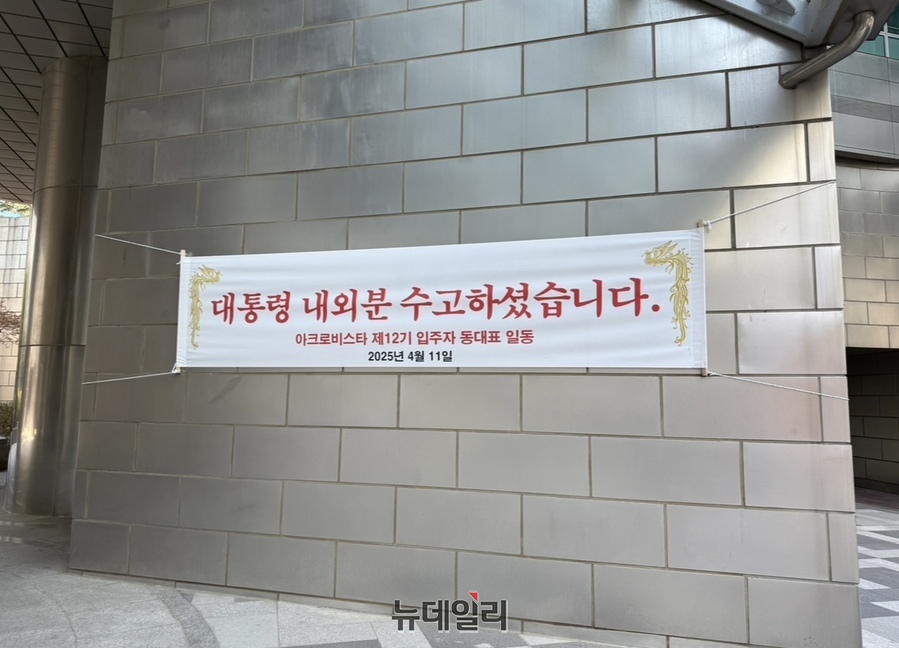 대통령 내외분 수고하셨습니다.
아크로비스타 제12기 입주자 동대표 일동
2025년 4월 11일
뉴데일리